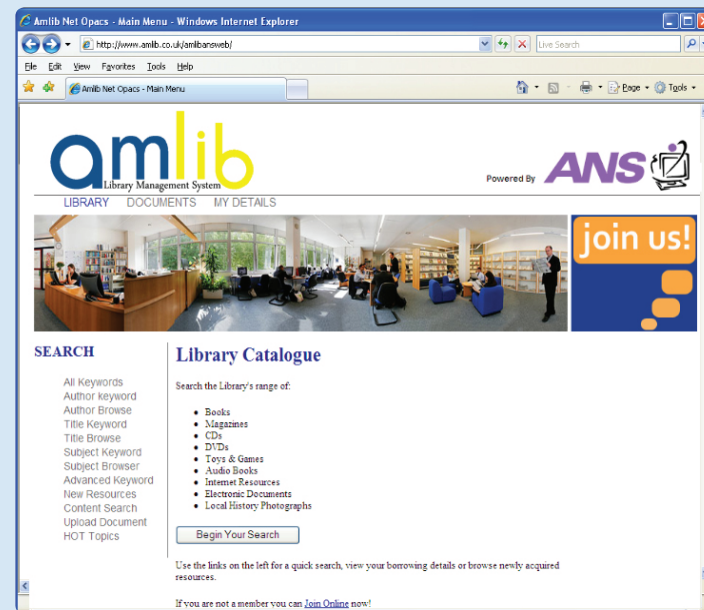 Amlib Net Opacs - Main Menu - Windows Internet Explorer
http://www.amlib.co.uk/amlibansweb/
Live Search
File Edit View Favorites Tools Help
Amlib Net Opacs - Main Menu
Page Tools
amlib
Library Management System
Powered By ANS
LIBRARY DOCUMENTS MY DETAILS
join us!
SEARCH
All Keywords
Author keyword
Author Browse
Title Keyword
Title Browse
Subject Keyword
Subject Browser
Advanced Keyword
New Resources
Content Search
Upload Document
HOT Topics
Library Catalogue
Search the Library's range of:
Books
Magazines
CDs
DVDs
Toys & Games
Audio Books
Internet Resources
Electronic Documents
Local History Photographs
Begin Your Search
Use the links on the left for a quick search, view your borrowing details or browse newly acquired
resources.
If you are not a member you can Join Online now!